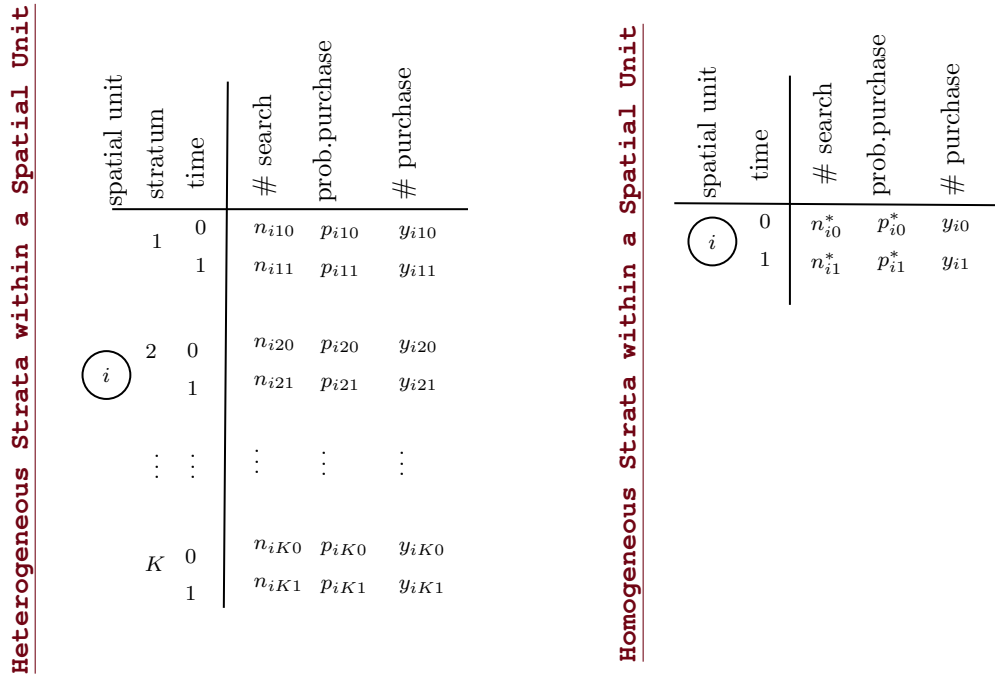 Heterogeneous Strata within a Spatial Unit
spatial unit stratum time # search prob.purchase # purchase
1 0 n_{i10} p_{i10} y_{i10}
1 n_{i11} p_{i11} y_{i11}
2 0 n_{i20} p_{i20} y_{i20}
i
1 n_{i21} p_{i21} y_{i21}
⋮ ⋮ ⋮ ⋮ ⋮
K 0 n_{iK0} p_{iK0} y_{iK0}
1 n_{iK1} p_{iK1} y_{iK1}
Homogeneous Strata within a Spatial Unit
spatial unit time # search prob.purchase # purchase
i 0 n^*_{i0} p^*_{i0} y_{i0}
1 n^*_{i1} p^*_{i1} y_{i1}